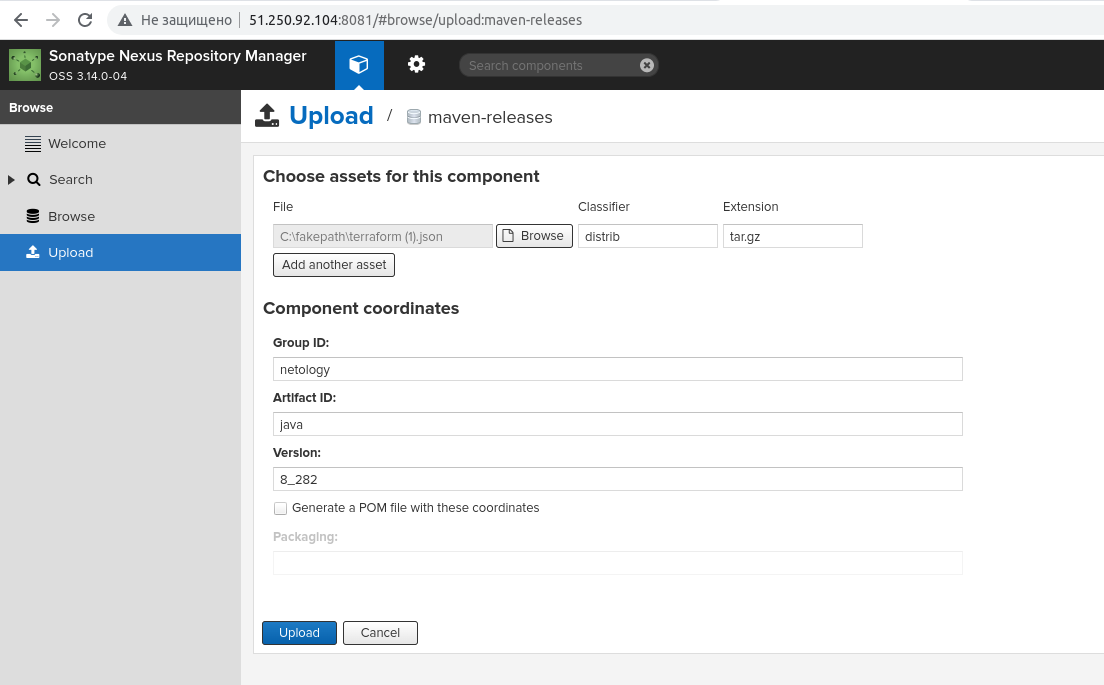 Не защищено 51.250.92.104:8081/#browse/upload:maven-releases
Sonatype Nexus Repository Manager
OSS 3.14.0-04
Search components
Browse
Welcome
Search
Browse
Upload
Upload / maven-releases
Choose assets for this component
File Classifier Extension
C:\fakepath\terraform (1).json Browse distrib tar.gz
Add another asset
Component coordinates
Group ID:
netology
Artifact ID:
java
Version:
8_282
Generate a POM file with these coordinates
Packaging:
Upload Cancel